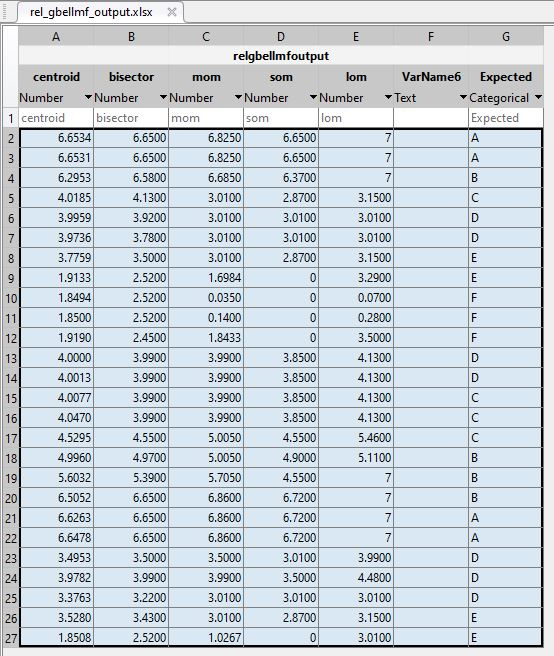 rel_gbellmf_output.xlsx
A B C D E F G
relgbellmfoutput
centroid bisector mom som lom VarName6 Expected
Number Number Number Number Number Text Categorical
1 centroid bisector mom som lom Expected
2 6.6534 6.6500 6.8250 6.6500 7 A
3 6.6531 6.6500 6.8250 6.6500 7 A
4 6.2953 6.5800 6.6850 6.3700 7 B
5 4.0185 4.1300 3.0100 2.8700 3.1500 C
6 3.9959 3.9200 3.0100 3.0100 3.0100 D
7 3.9736 3.7800 3.0100 3.0100 3.0100 D
8 3.7759 3.5000 3.0100 2.8700 3.1500 E
9 1.9133 2.5200 1.6984 0 3.2900 E
10 1.8494 2.5200 0.0350 0 0.0700 F
11 1.8500 2.5200 0.1400 0 0.2800 F
12 1.9190 2.4500 1.8433 0 3.5000 F
13 4.0000 3.9900 3.9900 3.8500 4.1300 D
14 4.0013 3.9900 3.9900 3.8500 4.1300 D
15 4.0077 3.9900 3.9900 3.8500 4.1300 C
16 4.0470 3.9900 3.9900 3.8500 4.1300 C
17 4.5295 4.5500 5.0050 4.5500 5.4600 C
18 4.9960 4.9700 5.0050 4.9000 5.1100 B
19 5.6032 5.3900 5.7050 4.5500 7 B
20 6.5052 6.6500 6.8600 6.7200 7 B
21 6.6263 6.6500 6.8600 6.7200 7 A
22 6.6478 6.6500 6.8600 6.7200 7 A
23 3.4953 3.5000 3.5000 3.0100 3.9900 D
24 3.9782 3.9900 3.9900 3.5000 4.4800 D
25 3.3763 3.2200 3.0100 3.0100 3.0100 D
26 3.5280 3.4300 3.0100 2.8700 3.1500 E
27 1.8508 2.5200 1.0267 0 3.0100 E